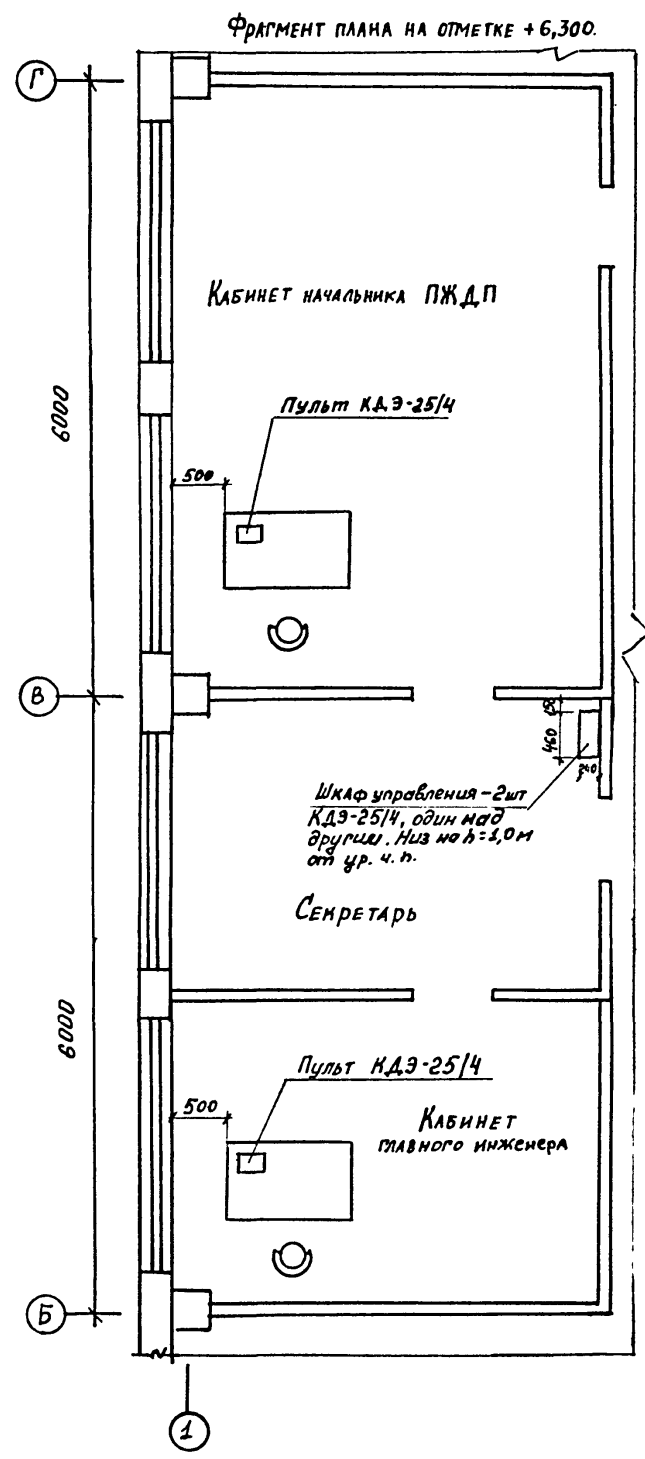 Фрагмент плана на отметке +6,300.
Г
Кабинет начальника ПЖДП
Пульт КДЭ-25/4
6000
500
В
150
460
240
Шкаф управления-2шт
КДЭ-25/4, один над
другим. Низ на h=1,0м
от ур. ч. п.
Секретарь
6000
Пульт КДЭ-25/4
500
Кабинет
главного инженера
Б
1